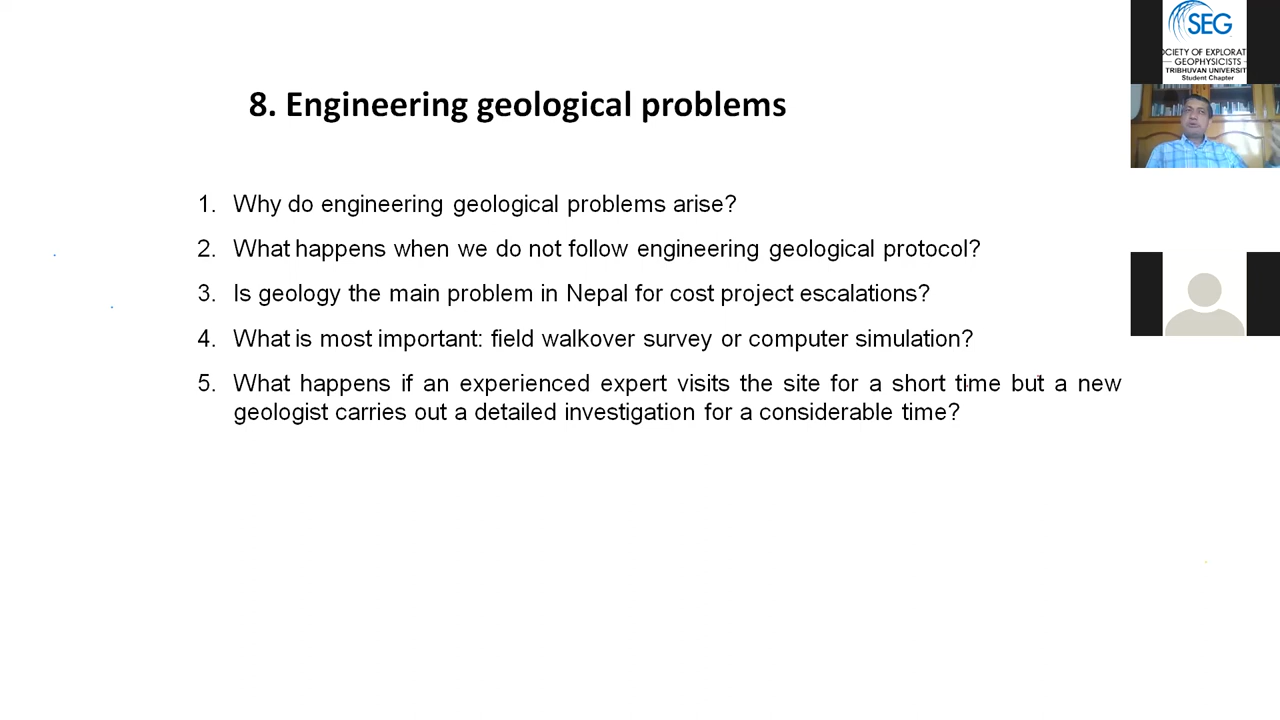 8. Engineering geological problems
1. Why do engineering geological problems arise?
2. What happens when we do not follow engineering geological protocol?
3. Is geology the main problem in Nepal for cost project escalations?
4. What is most important: field walkover survey or computer simulation?
5. What happens if an experienced expert visits the site for a short time but a new
geologist carries out a detailed investigation for a considerable time?
SEG
OCIETY OF EXPLORAT
GEOPHYSICISTS
TRIBHUVAN UNIVERSIT
Student Chapter